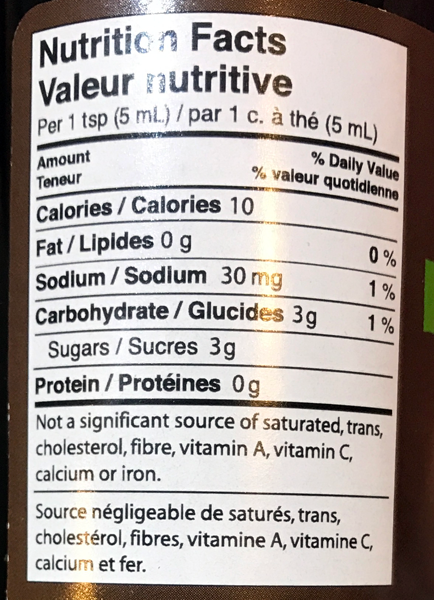 Nutrition Facts
Valeur nutritive
Per 1 tsp (5 mL) / par 1 c. à thé (5 mL)
Amount % Daily Value
Teneur % valeur quotidienne
Calories / Calories 10
Fat / Lipides 0 g 0 %
Sodium / Sodium 30 mg 1 %
Carbohydrate / Glucides 3g 1 %
Sugars / Sucres 3g
Protein / Protéines 0g
Not a significant source of saturated, trans,
cholesterol, fibre, vitamin A, vitamin C,
calcium or iron.
Source négligeable de saturés, trans,
cholestérol, fibres, vitamine A, vitamine C,
calcium et fer.